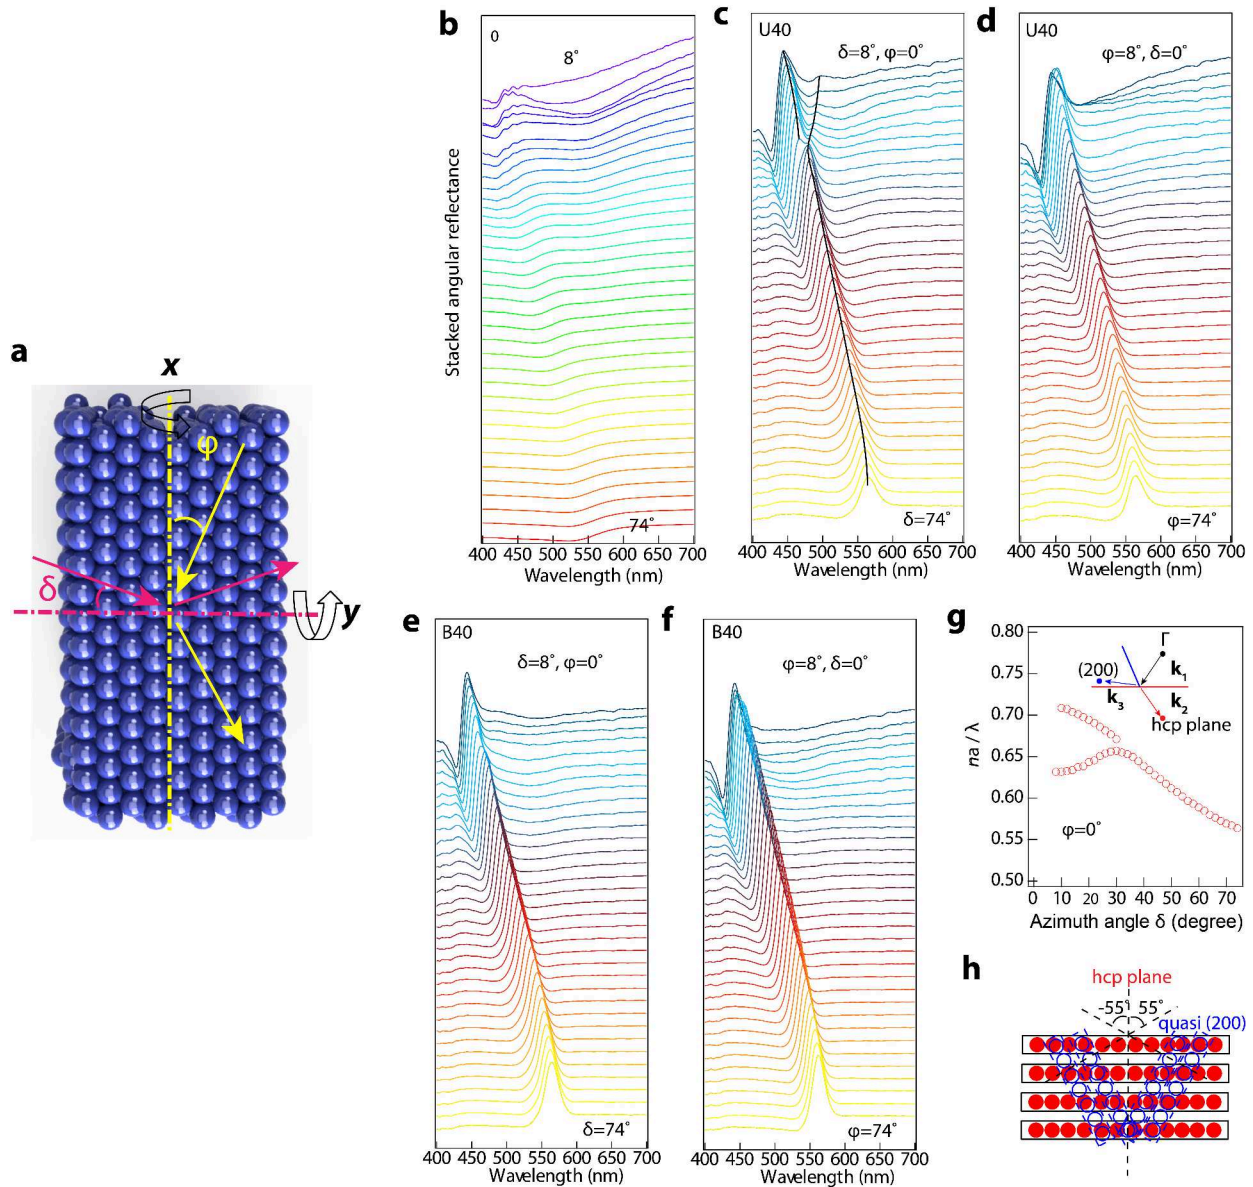 a
x
φ
δ
y
b
0
8°
74°
Stacked angular reflectance
400 450 500 550 600 650 700
Wavelength (nm)
c
U40
δ=8°, φ=0°
δ=74°
400 450 500 550 600 650 700
Wavelength (nm)
d
U40
φ=8°, δ=0°
φ=74°
400 450 500 550 600 650 700
Wavelength (nm)
e
B40
δ=8°, φ=0°
δ=74°
400 450 500 550 600 650 700
Wavelength (nm)
f
B40
φ=8°, δ=0°
φ=74°
400 450 500 550 600 650 700
Wavelength (nm)
g
na / λ
0.80
0.75
0.70
0.65
0.60
0.55
0.50
Γ
k1
(200)
k3
k2
hcp plane
φ=0°
0 10 20 30 40 50 60 70
Azimuth angle δ (degree)
h
hcp plane
-55° 55°
quasi (200)